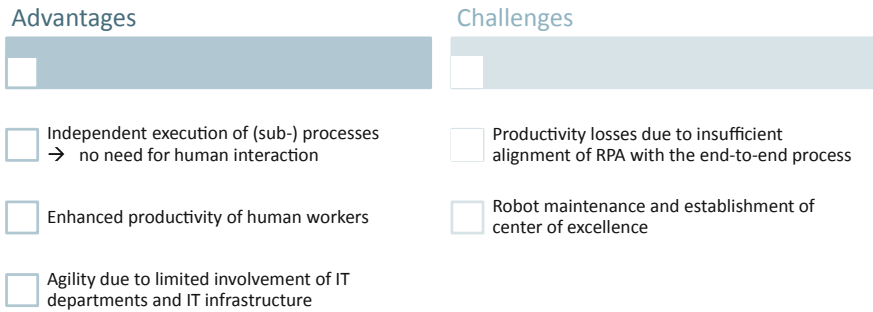 Advantages
Independent execution of (sub-) processes
→ no need for human interaction
Enhanced productivity of human workers
Agility due to limited involvement of IT
departments and IT infrastructure
Challenges
Productivity losses due to insufficient
alignment of RPA with the end-to-end process
Robot maintenance and establishment of
center of excellence